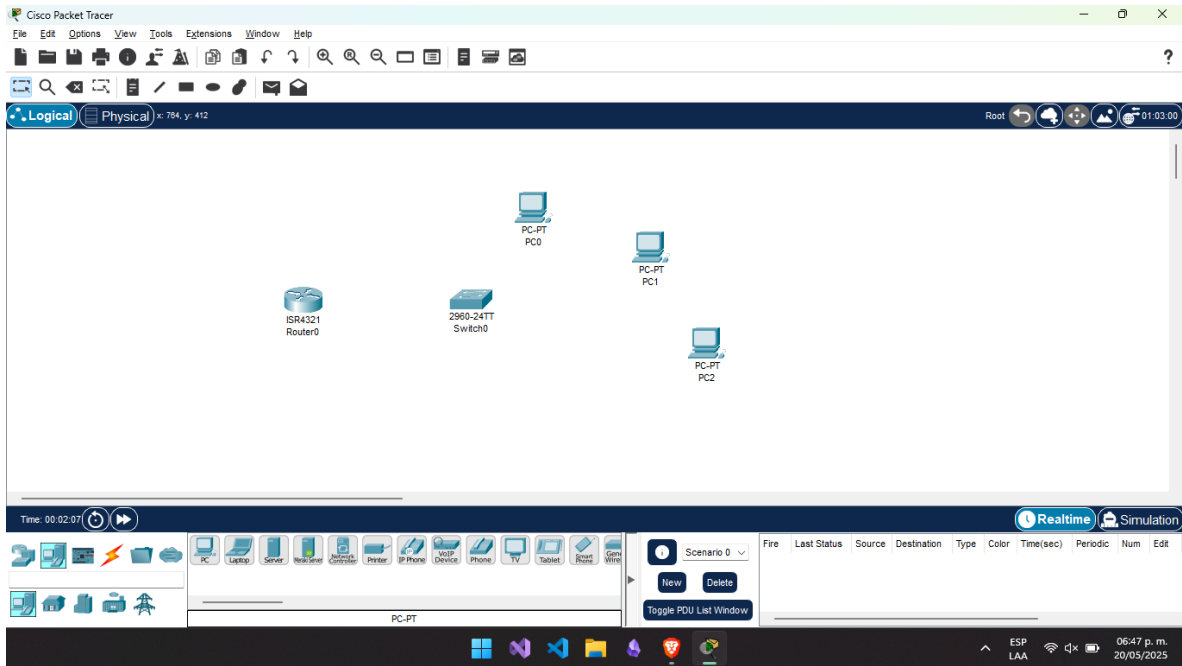 Cisco Packet Tracer
File Edit Options View Tools Extensions Window Help
?
Logical Physical x: 784, y: 412 Root 01:03:00
PC-PT
PC0
PC-PT
PC1
ISR4321
Router0
2960-24TT
Switch0
PC-PT
PC2
Time: 00:02:07 Realtime Simulation
PC Laptop Server Meraki Server Network Controller Printer IP Phone VoIP Device Phone TV Tablet Smart Phone
Scenario 0
New Delete
Toggle PDU List Window
Fire Last Status Source Destination Type Color Time(sec) Periodic Num Edit
PC-PT
ESP
LAA
06:47 p. m.
20/05/2025